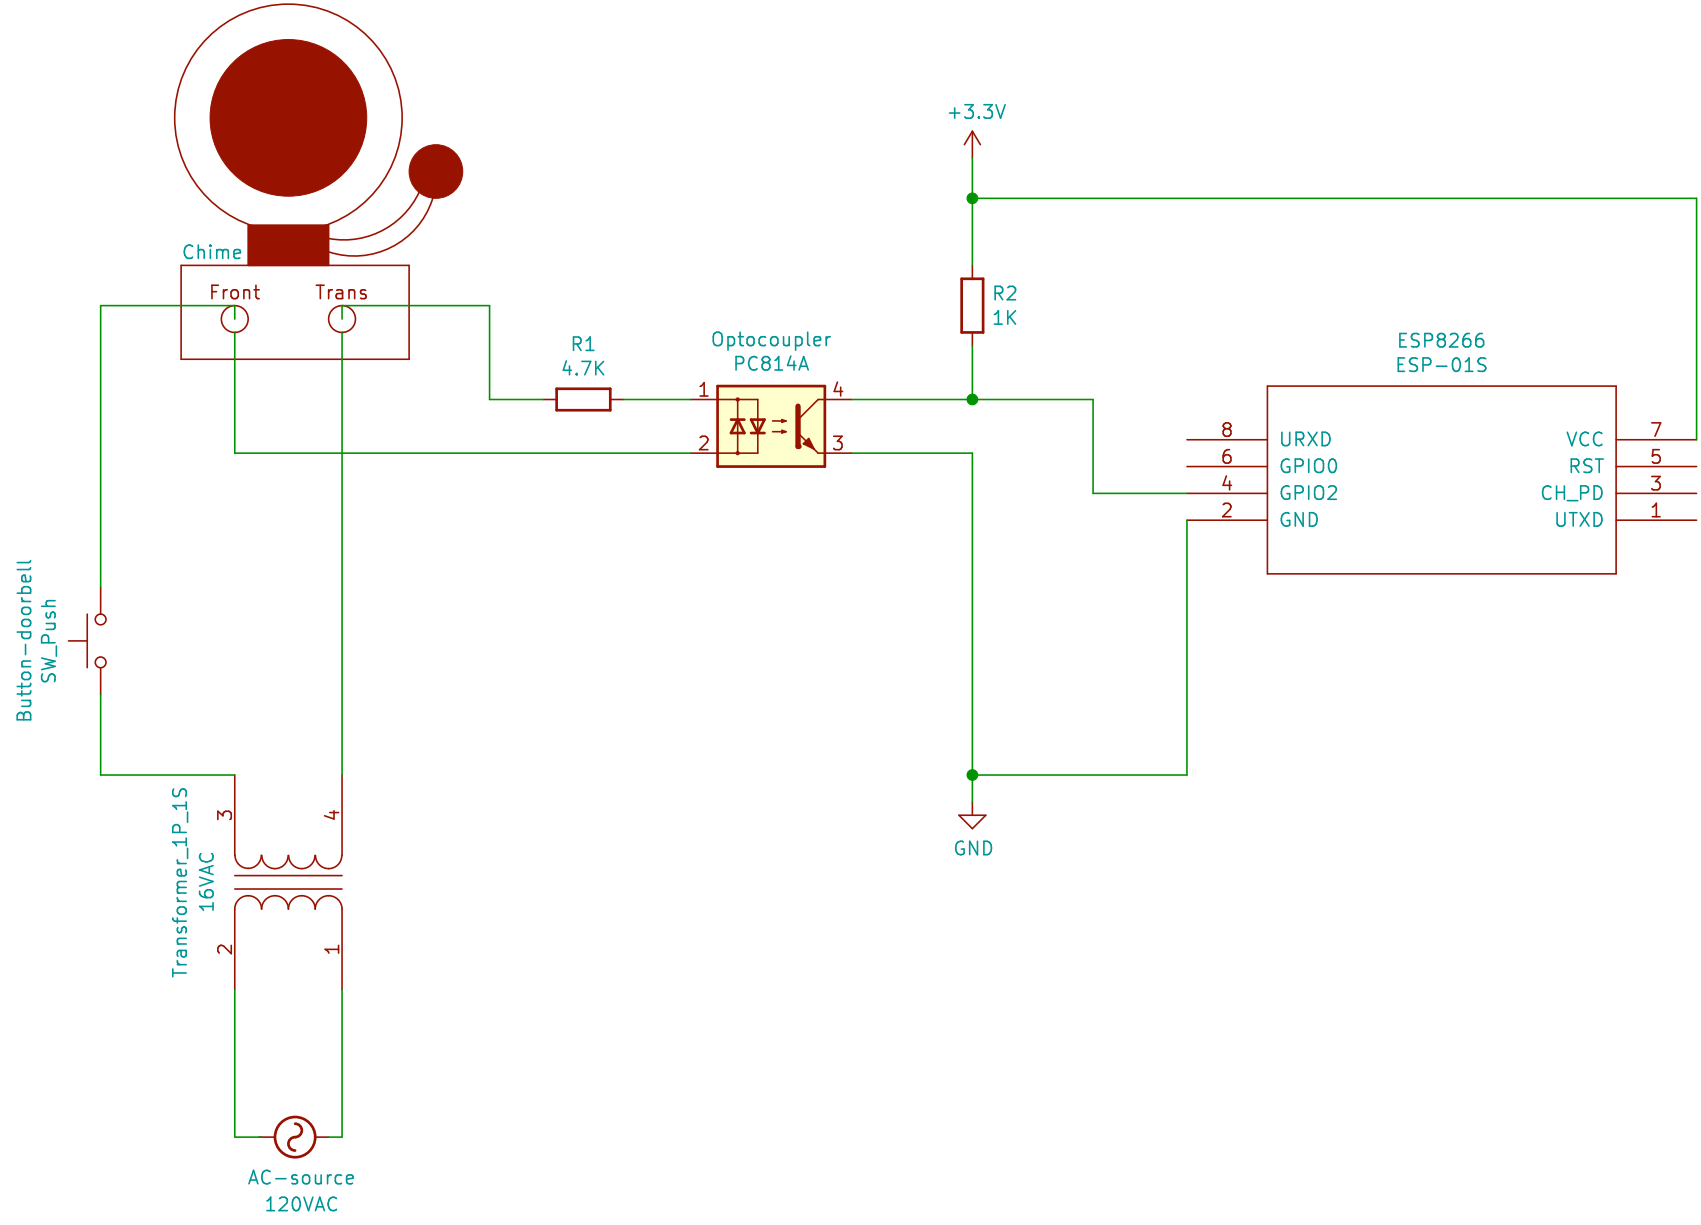 +3.3V
Chime
Front
Trans
R2
1K
R1
4.7K
Optocoupler
PC814A
1
2
4
3
ESP8266
ESP-01S
8
URXD
6
GPIO0
4
GPIO2
2
GND
VCC
7
RST
5
CH_PD
3
UTXD
1
Button-doorbell
SW_Push
Transformer_1P_1S
16VAC
3
4
2
1
GND
AC-source
120VAC